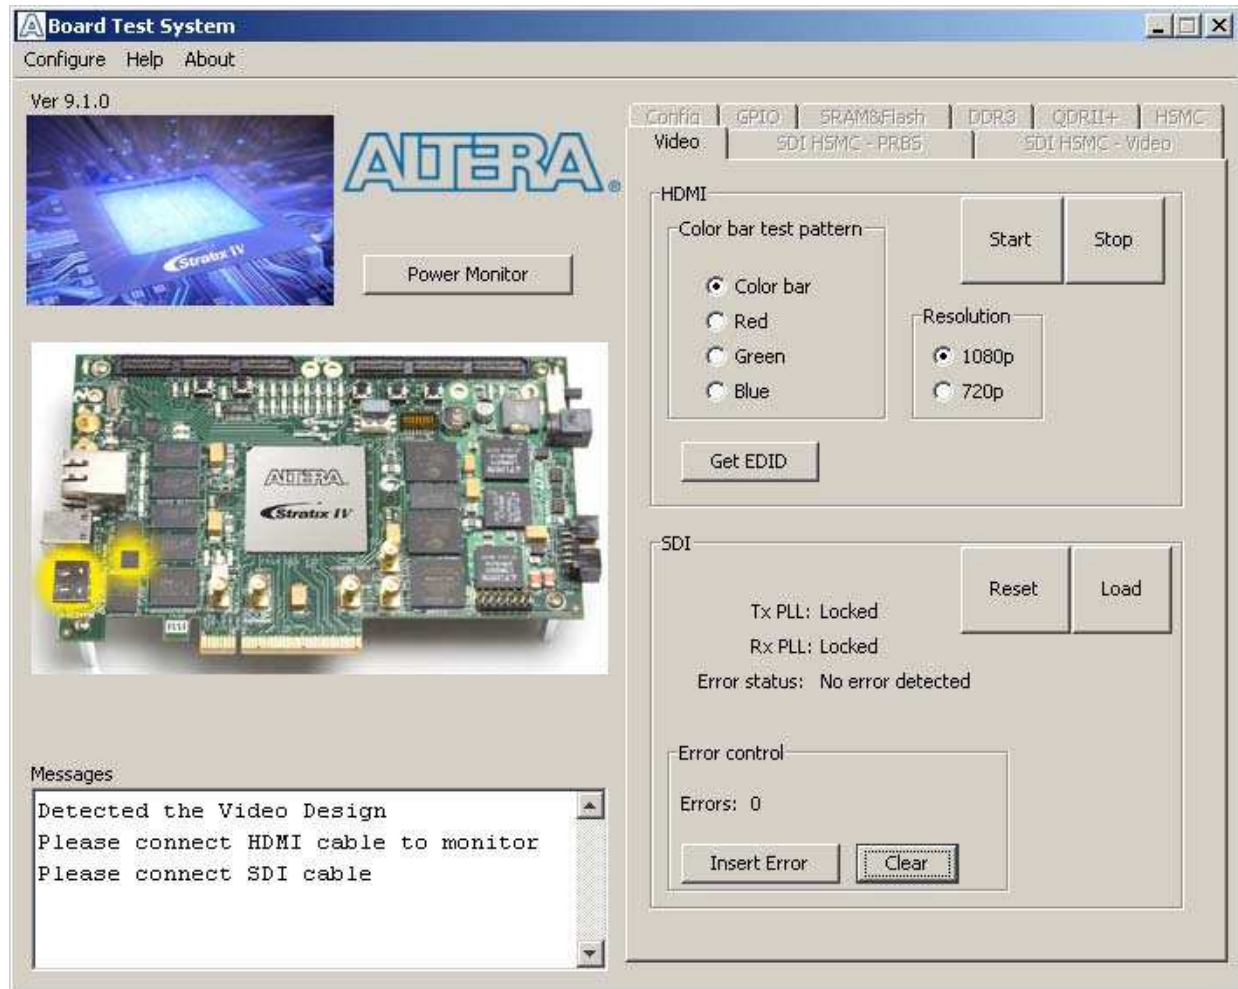 Board Test System
Configure Help About
Ver 9.1.0
Stratix IV
ALTERA®
Power Monitor
ALTERA
Stratix IV
Messages
Detected the Video Design
Please connect HDMI cable to monitor
Please connect SDI cable
Config GPIO SRAM&Flash DDR3 QDRII+ HSMC
Video SDI HSMC - PRBS SDI HSMC - Video
HDMI
Color bar test pattern
Color bar
Red
Green
Blue
Start Stop
Resolution
1080p
720p
Get EDID
SDI
Reset Load
Tx PLL: Locked
Rx PLL: Locked
Error status: No error detected
Error control
Errors: 0
Insert Error Clear